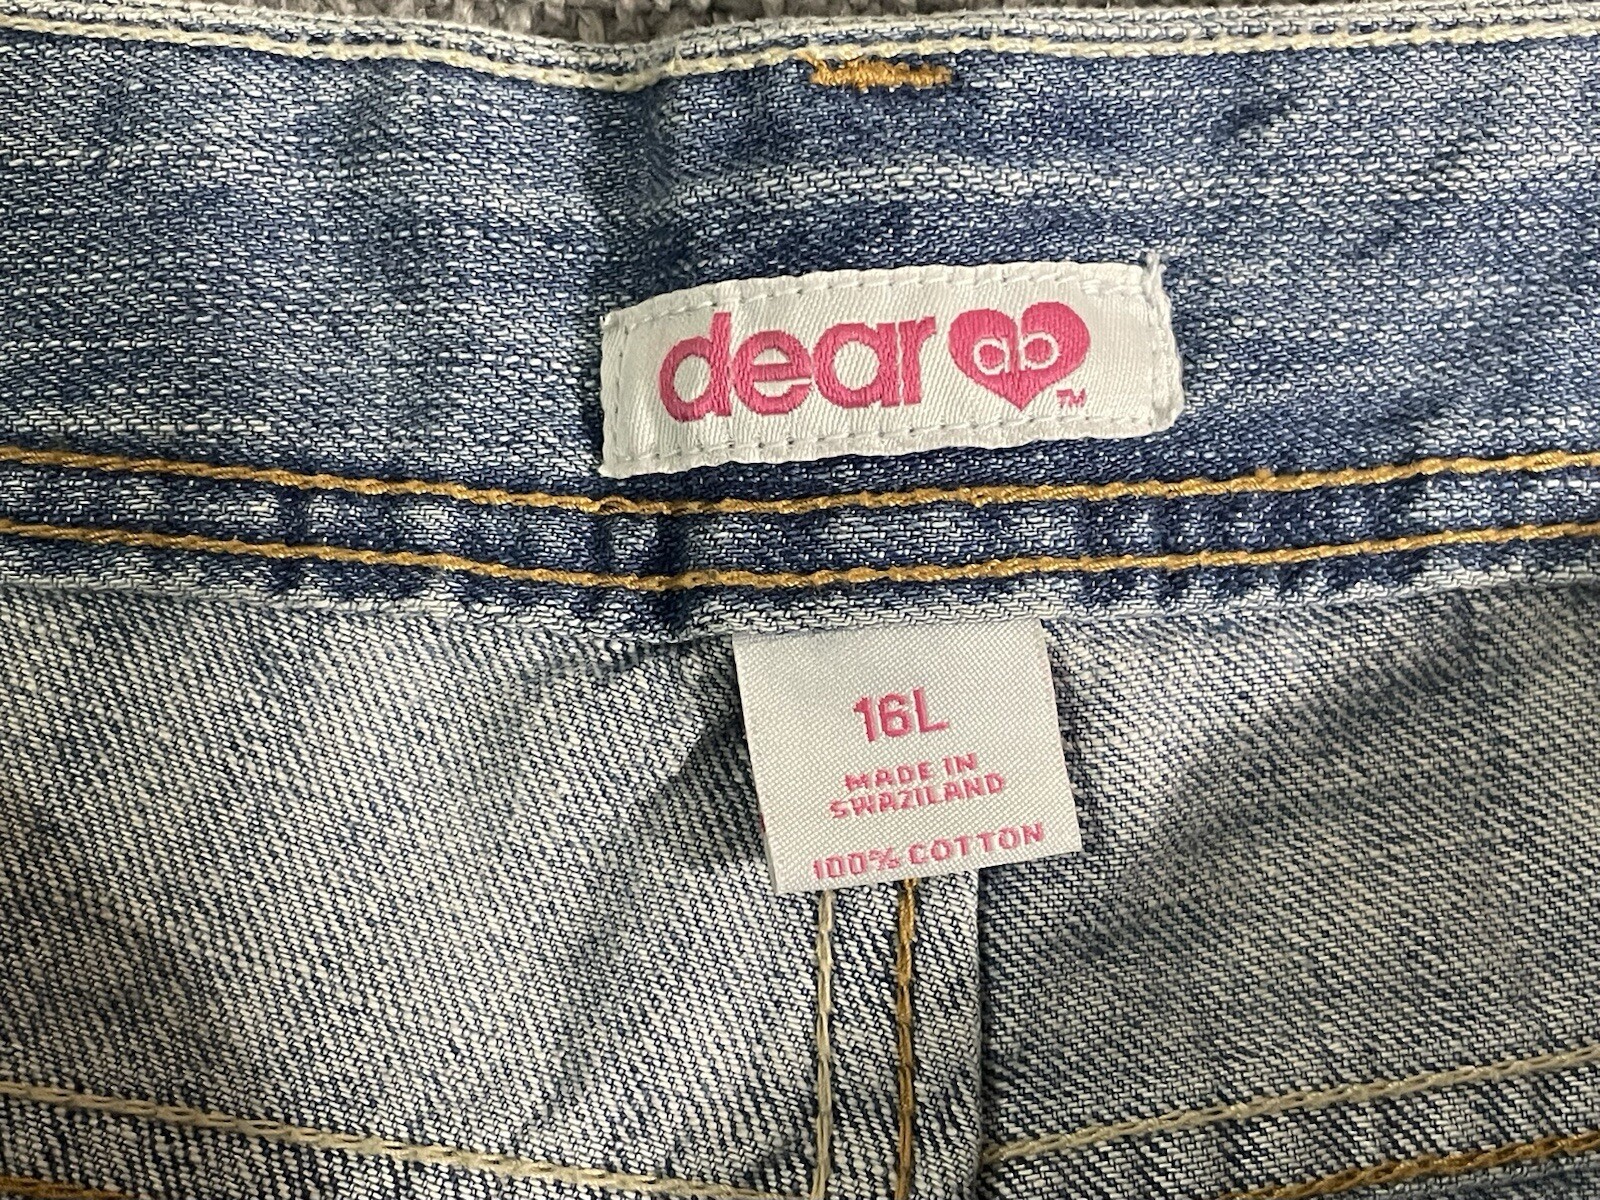 dear ab ™
16L
MADE IN
SWAZILAND
100% COTTON